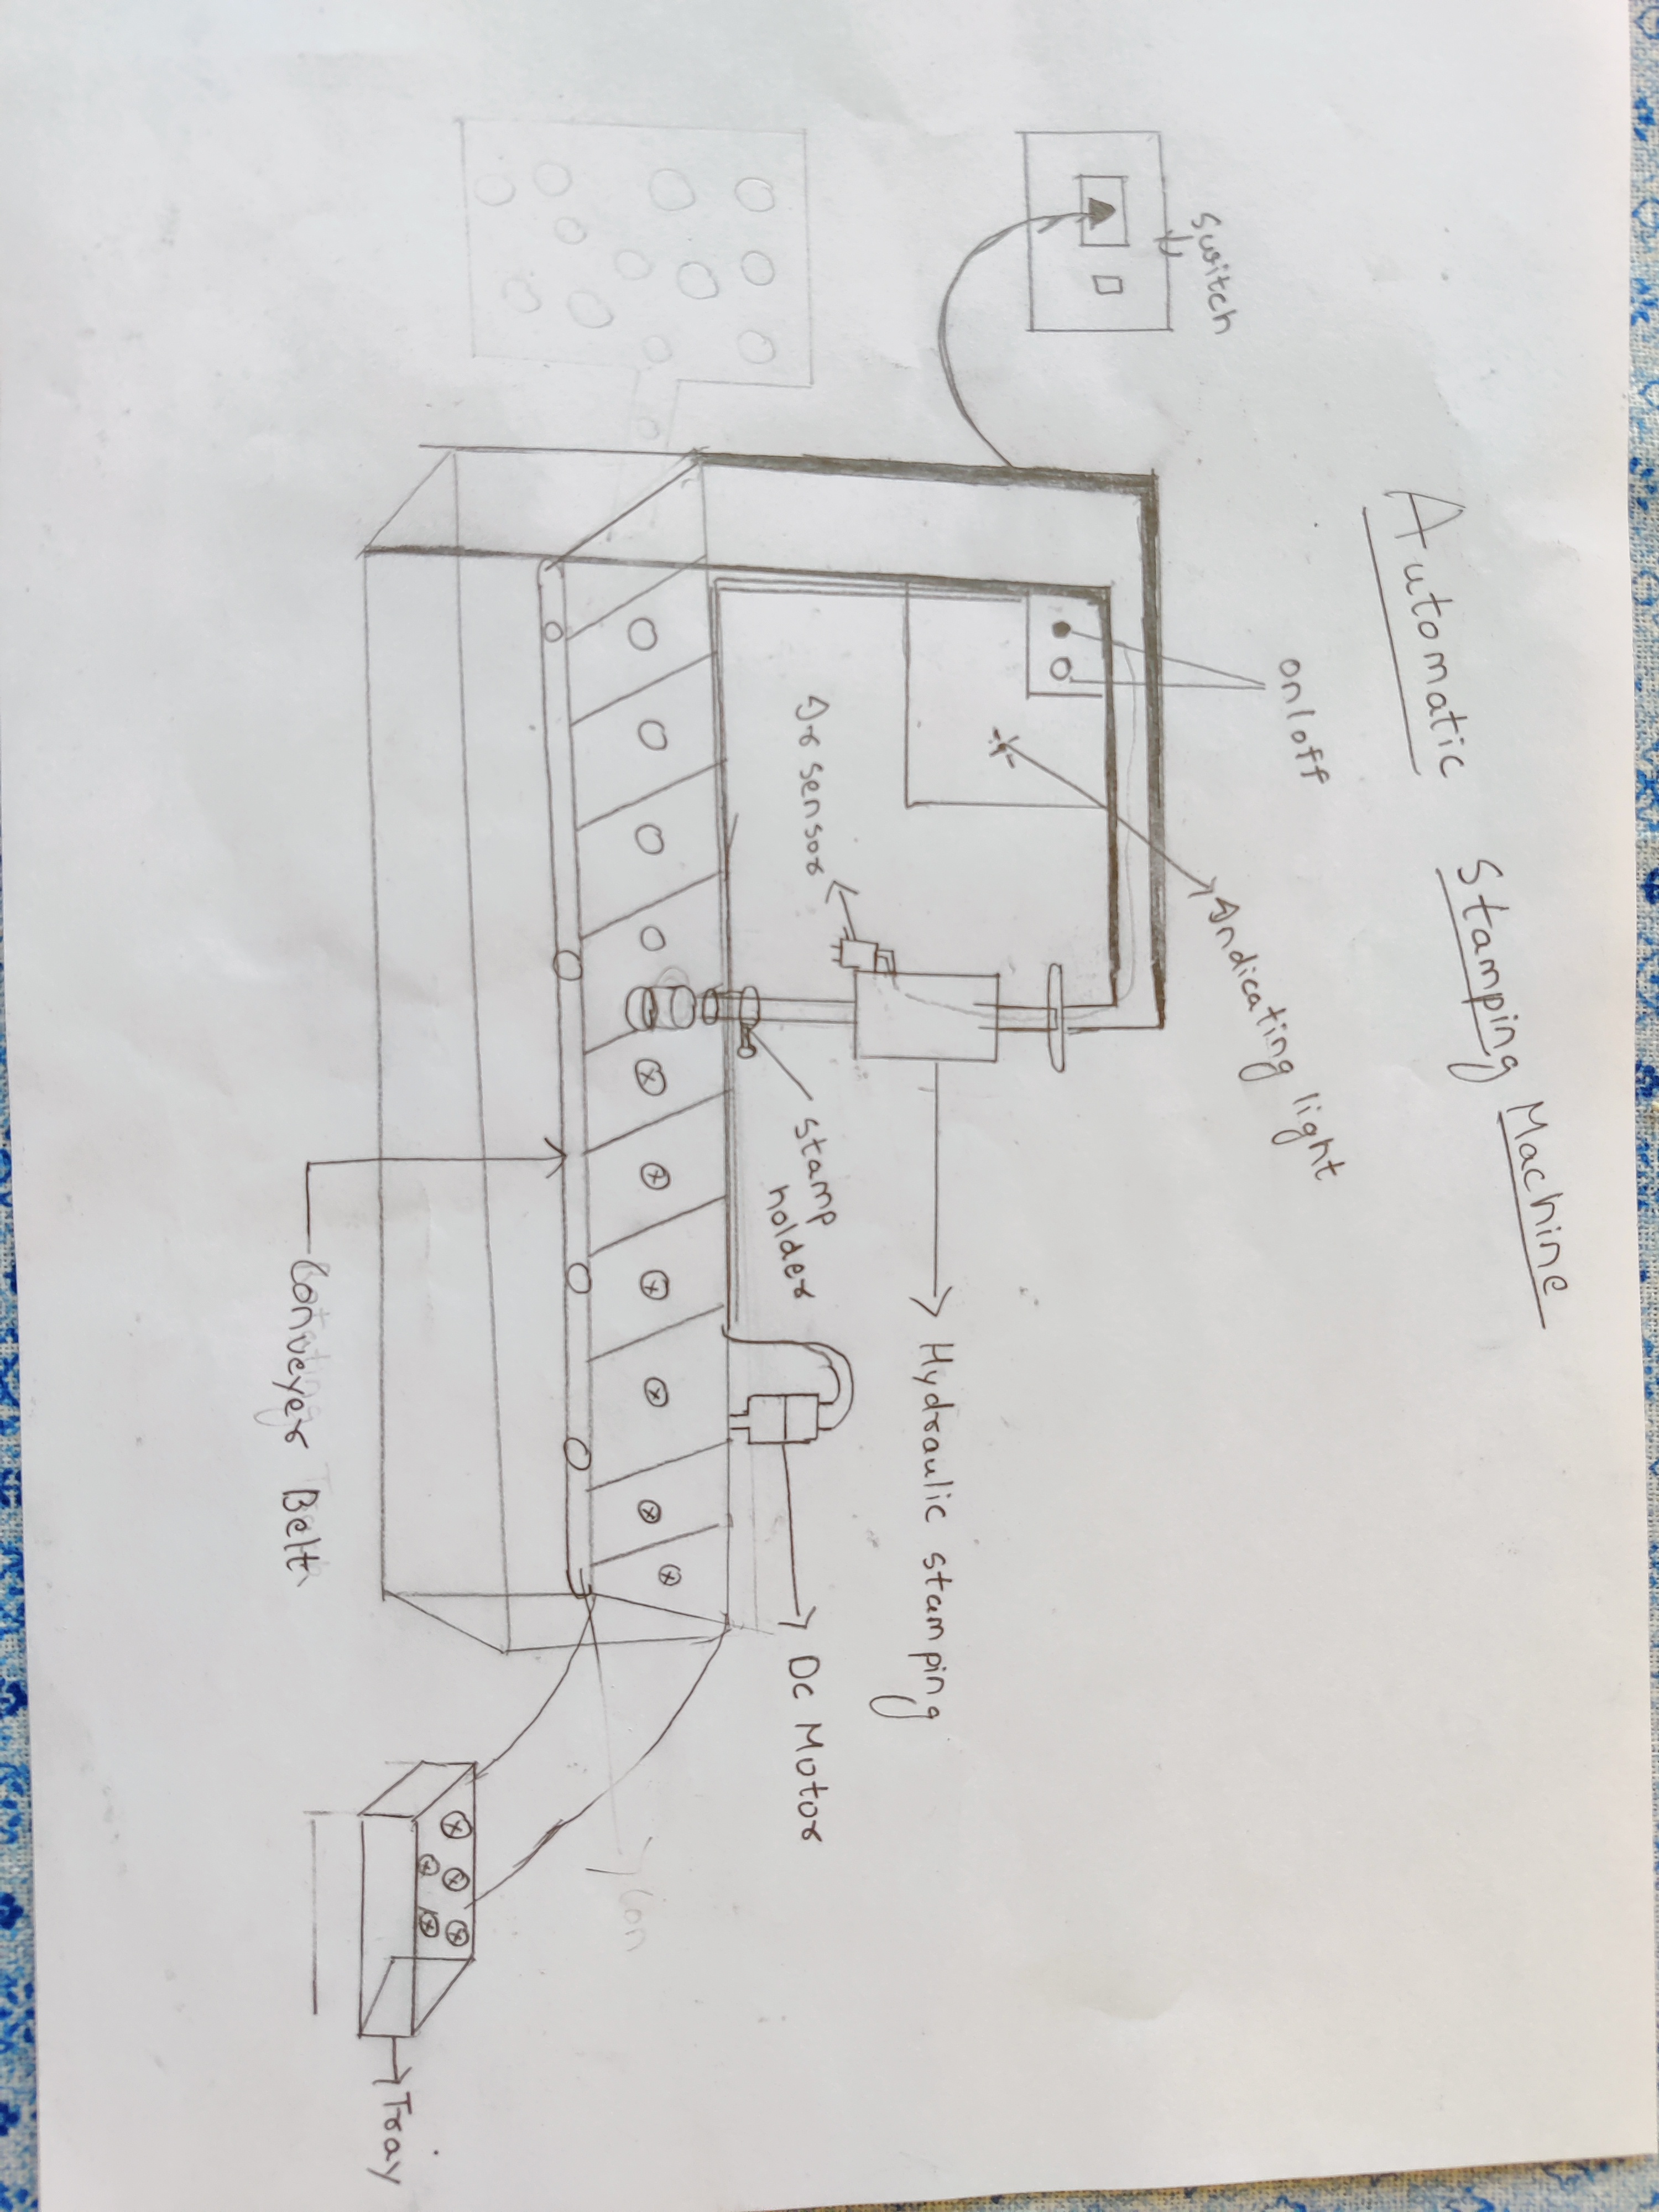 Automatic Stamping Machine
Switch
on/off
Indicating light
Ir sensor
Stamp
holder
Hydraulic stamping
DC Motor
Conveyer Belt
Tray